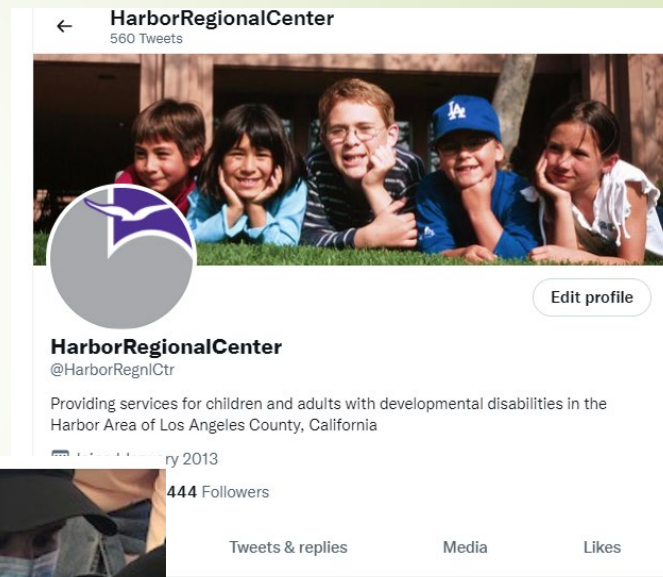 HarborRegionalCenter
560 Tweets
LA
Edit profile
HarborRegionalCenter
@HarborRegnlCtr
Providing services for children and adults with developmental disabilities in the
Harbor Area of Los Angeles County, California
2013
444 Followers
Tweets & replies Media Likes